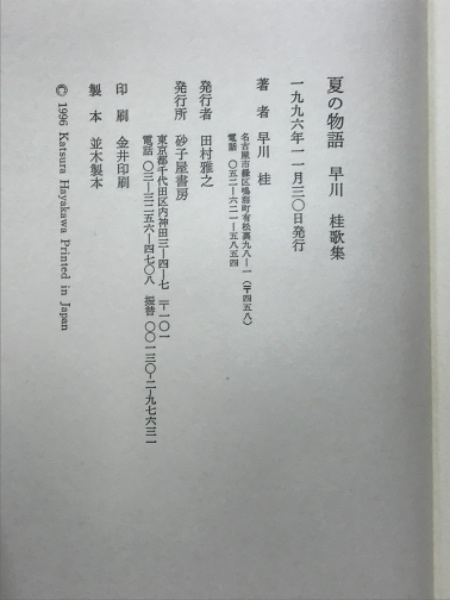 夏の物語　早川　桂歌集
一九九六年一一月三〇日発行
著　者　早川　桂
名古屋市緑区鳴海町有松裏九八ー一（〒四五八）
電話　〇五二ー六二一ー五八五四
発行者　田村雅之
発行所　砂子屋書房
東京都千代田区内神田三ー四ー七　〒一〇一
電話　〇三ー三二五六ー四七〇八　振替　〇〇一三〇ー二ー九七六三一
印　刷　金井印刷
製　本　並木製本
© 1996 Katsura Hayakawa Printed in Japan